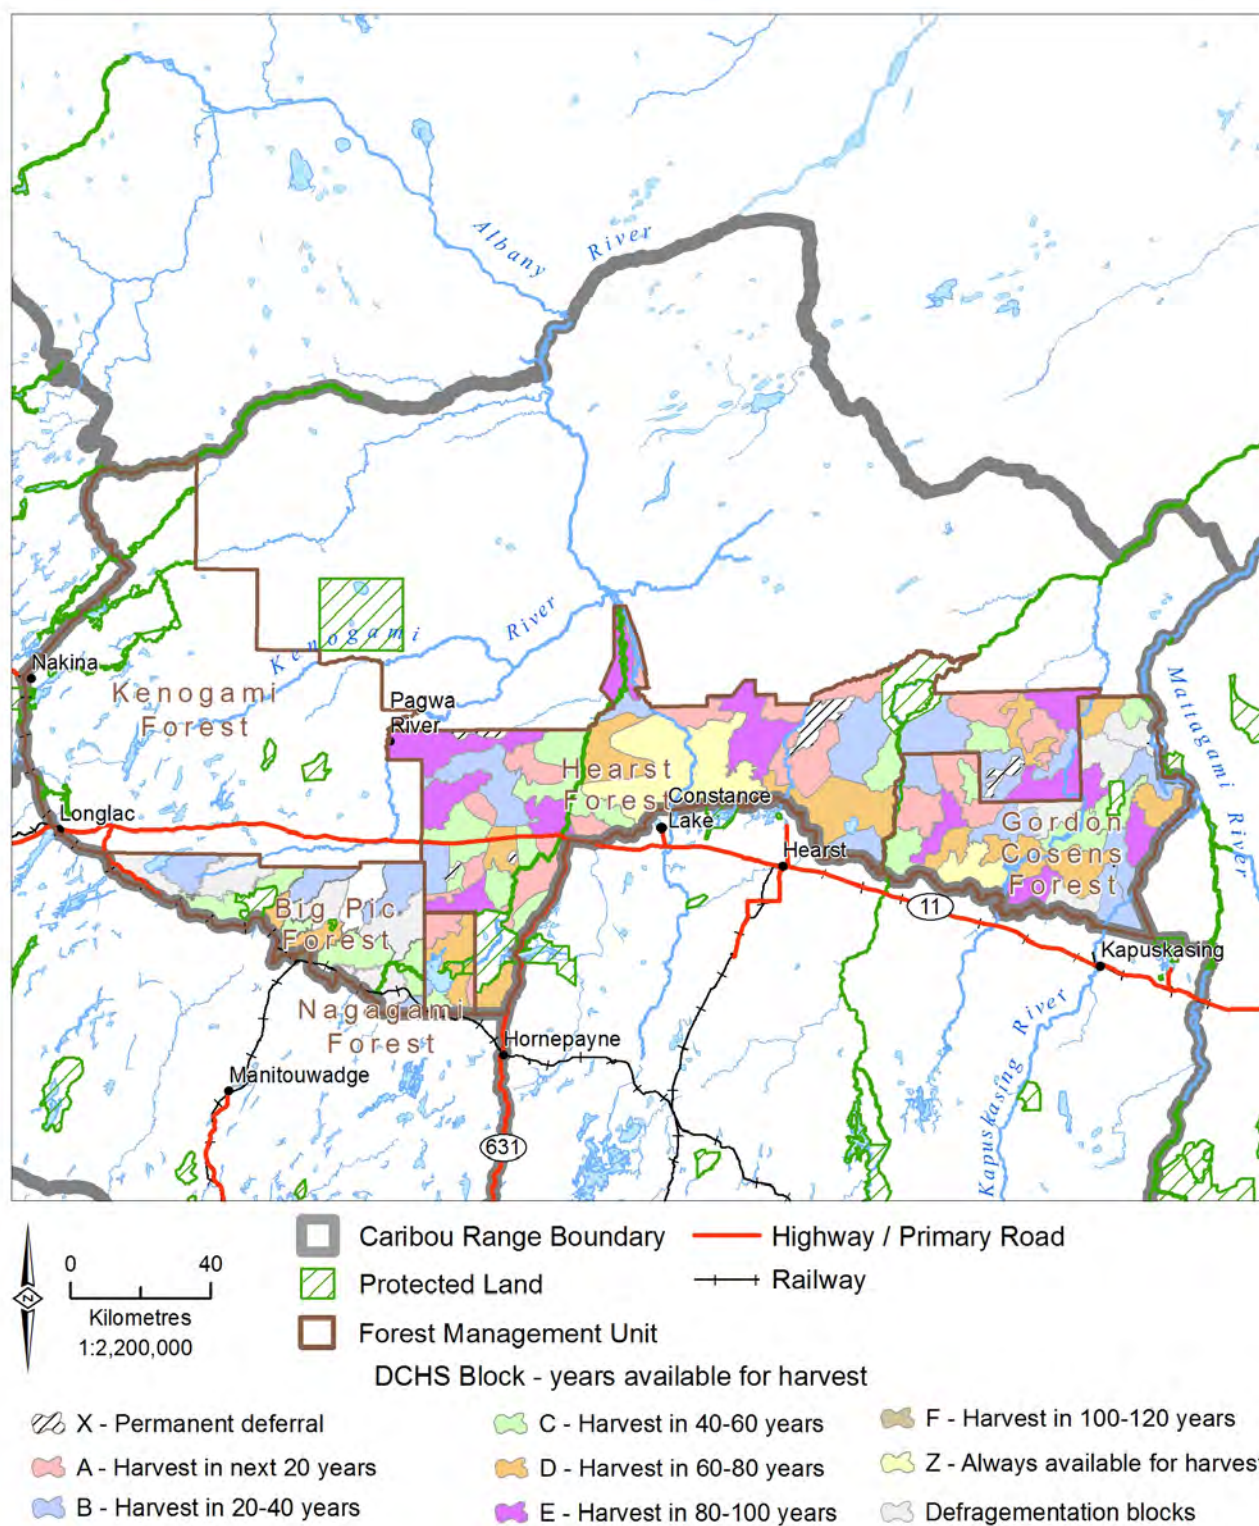 Albany
River
Nakina
Kenogami
River
Kenogami
Forest
Pagwa
River
Mattagami River
Hearst
Forest
Constance
Lake
Longlac
Hearst
Gordon
Cosens
Forest
Big Pic
Forest
11
Kapuskasing
Nagagami
Forest
Hornepayne
Kapuskasing River
Manitouwadge
631
Z
0 40
Kilometres
1:2,200,000
Caribou Range Boundary
Highway / Primary Road
Protected Land
Railway
Forest Management Unit
DCHS Block - years available for harvest
X - Permanent deferral
C - Harvest in 40-60 years
F - Harvest in 100-120 years
A - Harvest in next 20 years
D - Harvest in 60-80 years
Z - Always available for harvest
B - Harvest in 20-40 years
E - Harvest in 80-100 years
Defragementation blocks